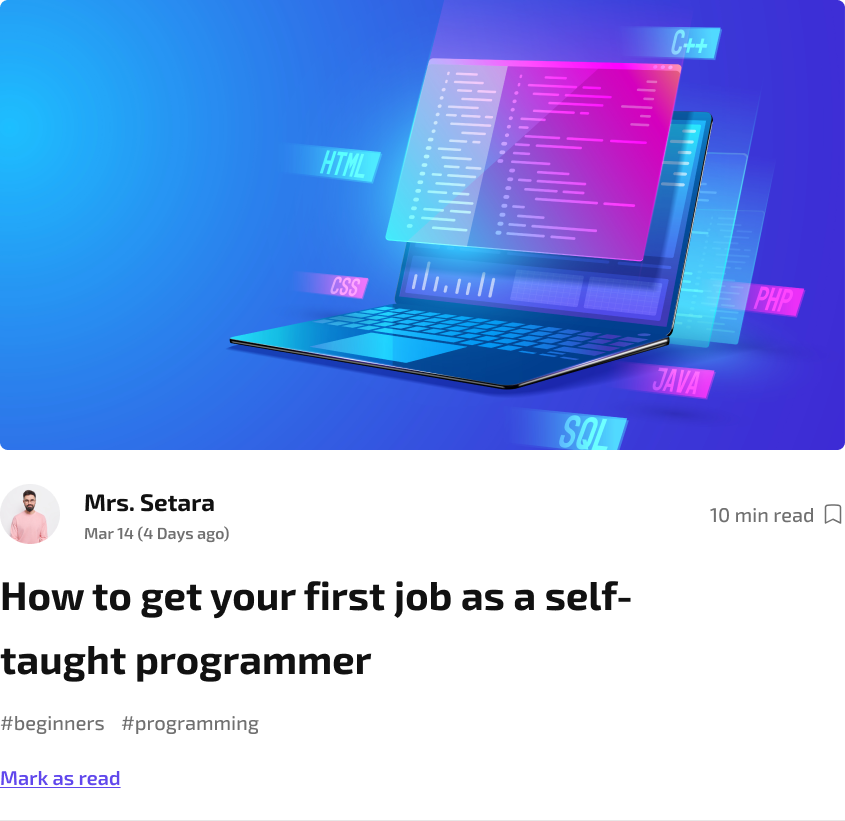 C++
HTML
CSS
PHP
JAVA
SQL
Mrs. Setara
Mar 14 (4 Days ago)
10 min read
How to get your first job as a self-
taught programmer
#beginners #programming
Mark as read